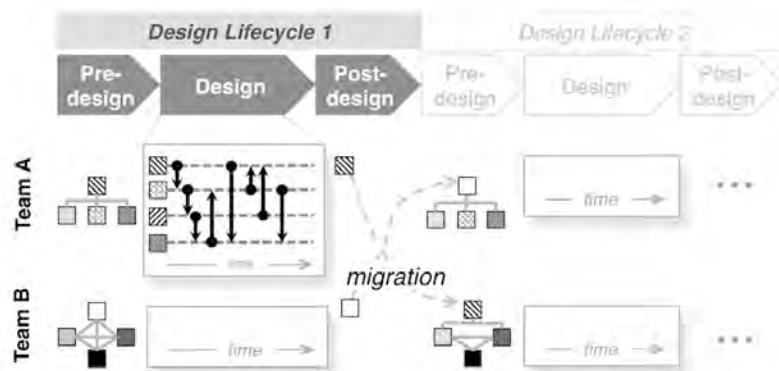 Design Lifecycle 1
Design Lifecycle 2
Pre-
design
Design
Post-
design
Pre-
design
Design
Post-
design
Team A
time
time
...
migration
Team B
time
time
...